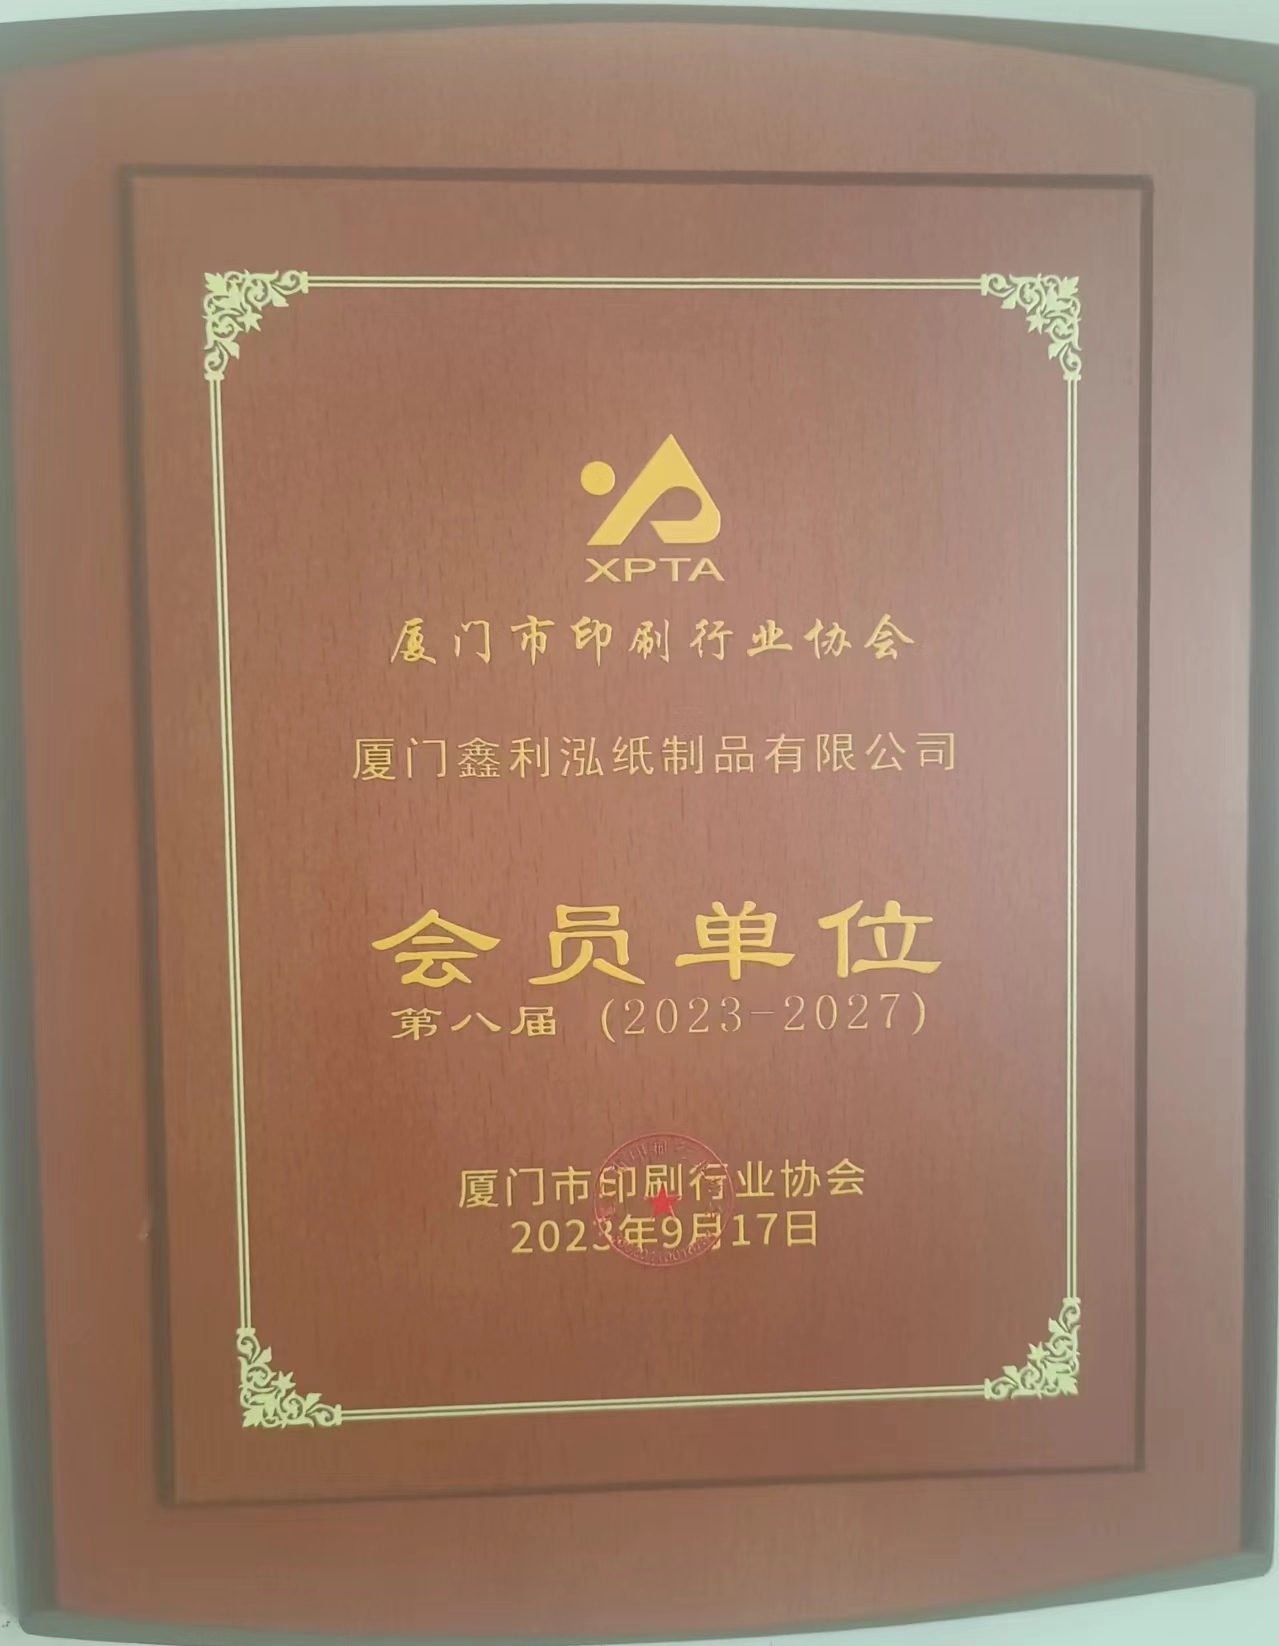 XPTA
厦门市印刷行业协会
厦门鑫利泓纸制品有限公司
会员单位
第八届 (2023-2027)
厦门市印刷行业协会
2023年9月17日